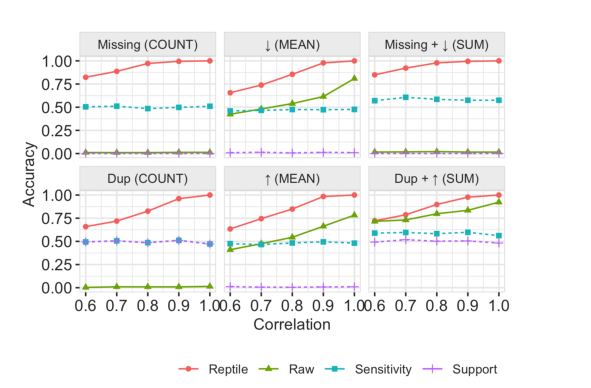 Missing (COUNT) ↓ (MEAN) Missing + ↓ (SUM)
1.00
0.75
0.50
0.25
0.00
Accuracy
Dup (COUNT) ↑ (MEAN) Dup + ↑ (SUM)
1.00
0.75
0.50
0.25
0.00
0.6 0.7 0.8 0.9 1.0 0.6 0.7 0.8 0.9 1.0 0.6 0.7 0.8 0.9 1.0
Correlation
Reptile Raw Sensitivity Support